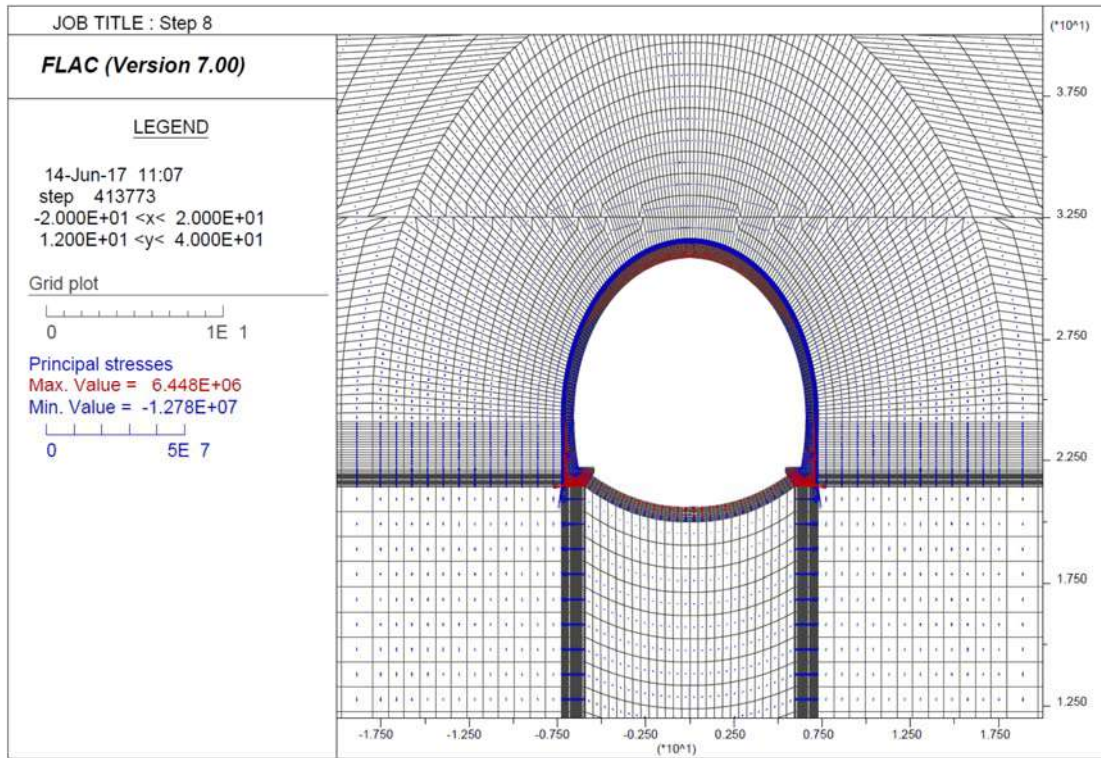 JOB TITLE : Step 8
(*10^1)
FLAC (Version 7.00)
LEGEND
14-Jun-17 11:07
step 413773
-2.000E+01 <x< 2.000E+01
1.200E+01 <y< 4.000E+01
Grid plot
0 1E 1
Principal stresses
Max. Value = 6.448E+06
Min. Value = -1.278E+07
0 5E 7
3.750
3.250
2.750
2.250
1.750
1.250
-1.750 -1.250 -0.750 -0.250 0.250 0.750 1.250 1.750
(*10^1)